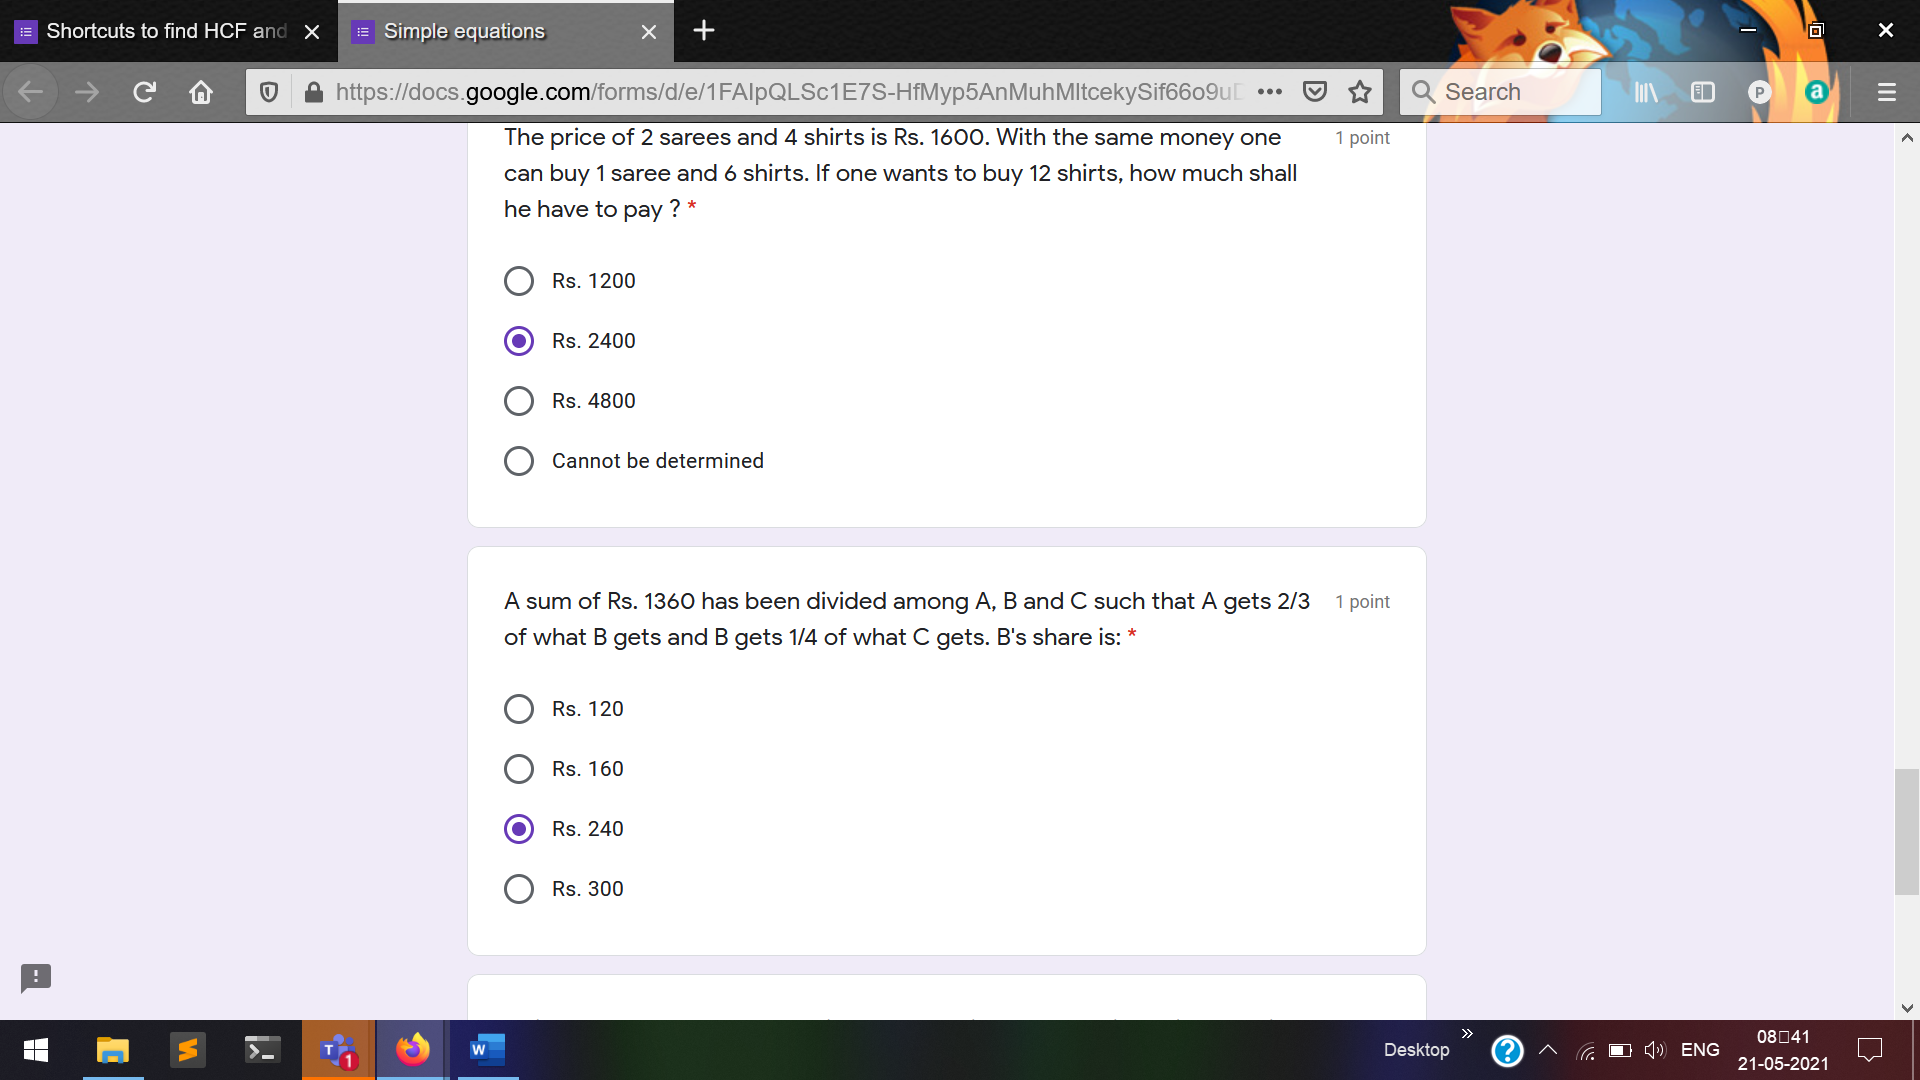 Shortcuts to find HCF and
Simple equations
https://docs.google.com/forms/d/e/1FAIpQLSc1E7S-HfMyp5AnMuhMltcekySif66o9uD
Search
The price of 2 sarees and 4 shirts is Rs. 1600. With the same money one
can buy 1 saree and 6 shirts. If one wants to buy 12 shirts, how much shall
he have to pay ? *
1 point
Rs. 1200
Rs. 2400
Rs. 4800
Cannot be determined
A sum of Rs. 1360 has been divided among A, B and C such that A gets 2/3
of what B gets and B gets 1/4 of what C gets. B's share is: *
1 point
Rs. 120
Rs. 160
Rs. 240
Rs. 300
Desktop
ENG
08:41
21-05-2021